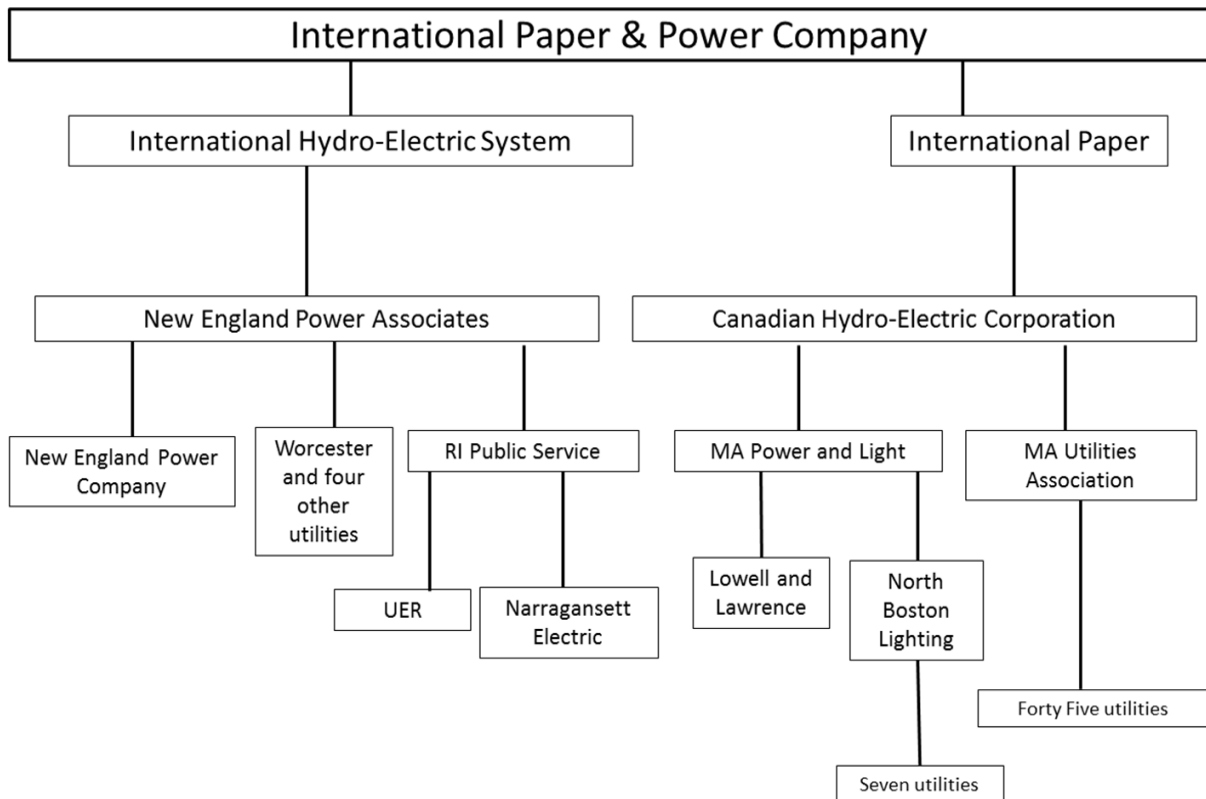 International Paper & Power Company
International Hydro-Electric System
International Paper
New England Power Associates
Canadian Hydro-Electric Corporation
New England Power
Company
Worcester
and four
other
utilities
RI Public Service
MA Power and Light
MA Utilities
Association
UER
Narragansett
Electric
Lowell and
Lawrence
North
Boston
Lighting
Forty Five utilities
Seven utilities